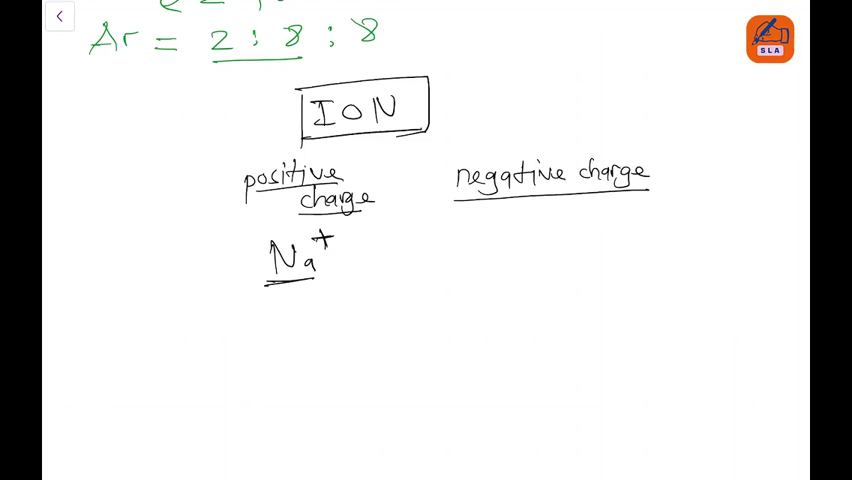 Ar = 2 : 8 : 8
SLA
ION
positive
charge
negative charge
Na+